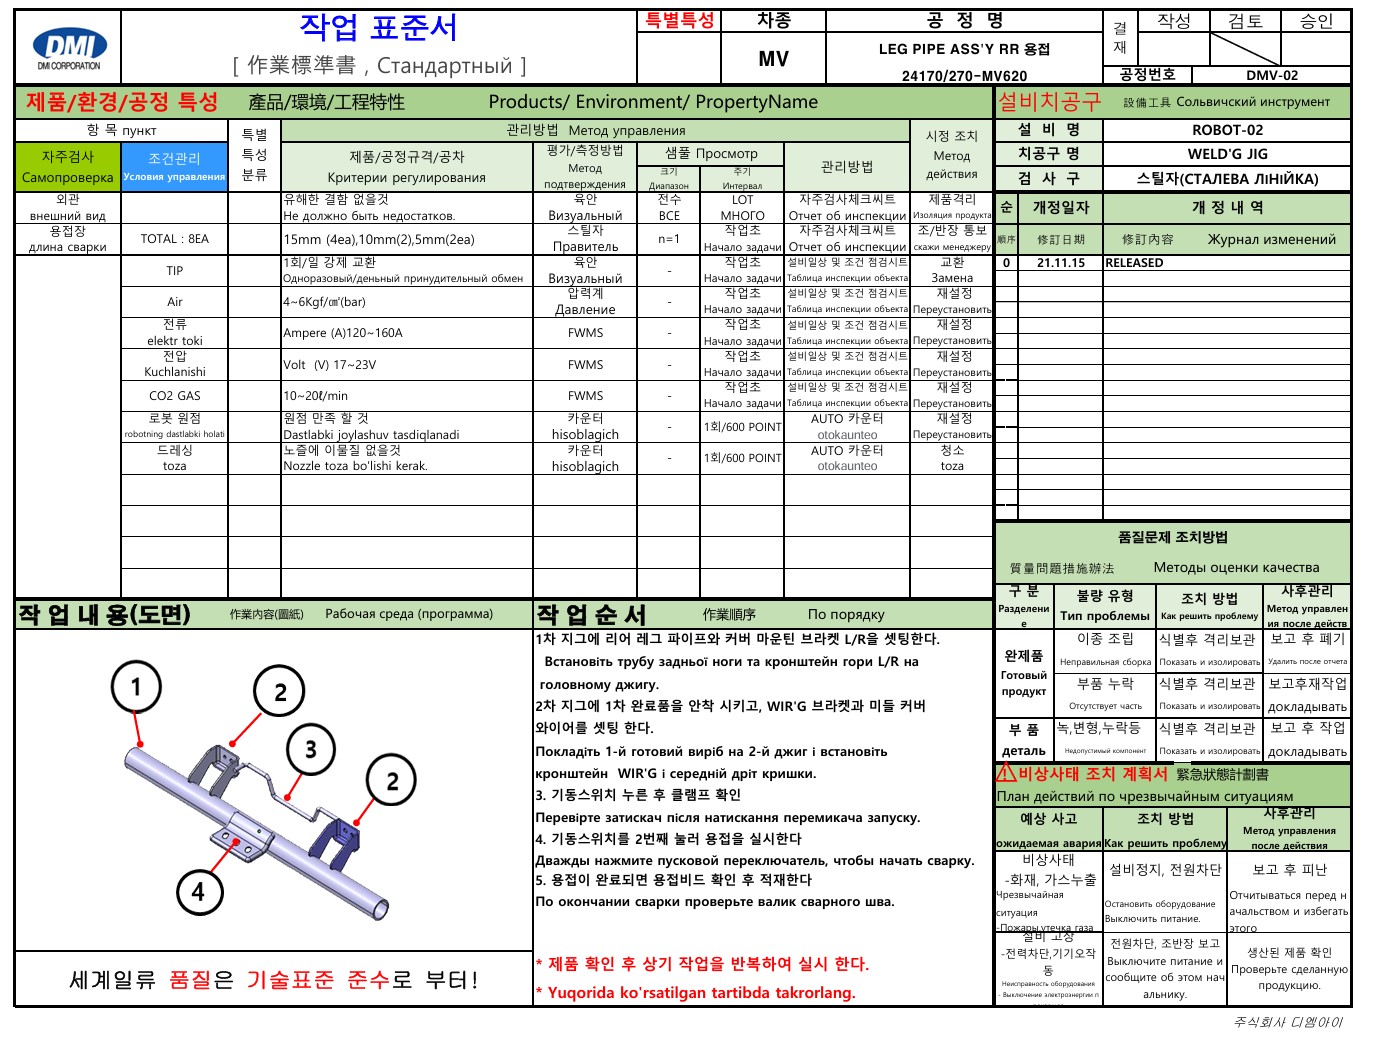 DMI
DMI CORPORATION
작업 표준서
[ 作業標準書 , Стандартный ]
특별특성
차종
MV
공 정 명
LEG PIPE ASS'Y RR 용접
24170/270-MV620
결재
작성
검토
승인
공정번호
DMV-02
제품/환경/공정 특성 產品/環境/工程特性 Products/ Environment/ PropertyName
항 목 пункт
특별
특성
분류
관리방법 Метод управления
시정 조치
Метод
действия
자주검사
Самопроверка
조건관리
Условия управления
제품/공정규격/공차
Критерии регулирования
평가/측정방법
Метод
подтверждения
샘플 Просмотр
크기
Диапазон
주기
Интервал
관리방법
외관
внешний вид
유해한 결함 없을것
Не должно быть недостатков.
육안
Визуальный
전수
ВСЕ
LOT
МНОГО
자주검사체크씨트
Отчет об инспекции
제품격리
Изоляция продукта
용접장
длина сварки
TOTAL : 8EA
15mm (4ea),10mm(2),5mm(2ea)
스틸자
Правитель
n=1
작업초
Начало задачи
자주검사체크씨트
Отчет об инспекции
조/반장 통보
скажи менеджеру
TIP
1회/일 강제 교환
Одноразовый/деньный принудительный обмен
육안
Визуальный
-
작업초
Начало задачи
설비일상 및 조건 점검시트
Таблица инспекции объекта
교환
Замена
Air
4~6Kgf/㎠(bar)
압력계
Давление
-
작업초
Начало задачи
설비일상 및 조건 점검시트
Таблица инспекции объекта
재설정
Переустановить
전류
elektr toki
Ampere (A)120~160A
FWMS
-
작업초
Начало задачи
설비일상 및 조건 점검시트
Таблица инспекции объекта
재설정
Переустановить
전압
Kuchlanishi
Volt (V) 17~23V
FWMS
-
작업초
Начало задачи
설비일상 및 조건 점검시트
Таблица инспекции объекта
재설정
Переустановить
CO2 GAS
10~20ℓ/min
FWMS
-
작업초
Начало задачи
설비일상 및 조건 점검시트
Таблица инспекции объекта
재설정
Переустановить
로봇 원점
robotning dastlabki holati
원점 만족 할 것
Dastlabki joylashuv tasdiqlanadi
카운터
hisoblagich
-
1회/600 POINT
AUTO 카운터
otokaunteo
재설정
Переустановить
드레싱
toza
노즐에 이물질 없을것
Nozzle toza bo'lishi kerak.
카운터
hisoblagich
-
1회/600 POINT
AUTO 카운터
otokaunteo
청소
toza
설비치공구 設備工具 Сольвичский инструмент
설 비 명
ROBOT-02
치공구 명
WELD'G JIG
검 사 구
스틸자(СТАЛЕВА ЛІНІЙКА)
순
개정일자
개 정 내 역
順序
修訂日期
修訂內容 Журнал изменений
0
21.11.15
RELEASED
품질문제 조치방법
質量問題措施辦法 Методы оценки качества
구 분
Разделени
е
불량 유형
Тип проблемы
조치 방법
Как решить проблему
사후관리
Метод управлен
ия после действ
완제품
Готовый
продукт
이종 조립
Неправильная сборка
식별후 격리보관
Показать и изолировать
보고 후 폐기
Удалить после отчета
부품 누락
Отсутствует часть
식별후 격리보관
Показать и изолировать
보고후재작업
докладывать
부 품
деталь
녹,변형,누락등
Недопустимый компонент
식별후 격리보관
Показать и изолировать
보고 후 작업
докладывать
비상사태 조치 계획서 緊急狀態計劃書
План действий по чрезвычайным ситуациям
예상 사고
ожидаемая авария
조치 방법
Как решить проблему
사후관리
Метод управления
после действия
비상사태
-화재, 가스누출
Чрезвычайная
ситуация
-Пожары,утечка газа
설비정지, 전원차단
Остановить оборудование
Выключить питание.
보고 후 피난
Отчитываться перед н
ачальством и избегать
этого
설비 고장
-전력차단,기기오작
동
Неисправность оборудования
- Выключение электроэнергии п
전원차단, 조반장 보고
Выключите питание и
сообщите об этом нач
альнику.
생산된 제품 확인
Проверьте сделанную
продукцию.
작 업 내 용(도면) 作業內容(圖紙) Рабочая среда (программа)
1
2
3
2
4
세계일류 품질은 기술표준 준수로 부터!
작 업 순 서 作業順序 По порядку
1차 지그에 리어 레그 파이프와 커버 마운틴 브라켓 L/R을 셋팅한다.
Встановіть трубу задньої ноги та кронштейн гори L/R на
головному джигу.
2차 지그에 1차 완료품을 안착 시키고, WIR'G 브라켓과 미들 커버
와이어를 셋팅 한다.
Покладіть 1-й готовий виріб на 2-й джиг і встановіть
кронштейн WIR'G і середній дріт кришки.
3. 기동스위치 누른 후 클램프 확인
Перевірте затискач після натискання перемикача запуску.
4. 기동스위치를 2번째 눌러 용접을 실시한다
Дважды нажмите пусковой переключатель, чтобы начать сварку.
5. 용접이 완료되면 용접비드 확인 후 적재한다
По окончании сварки проверьте валик сварного шва.
* 제품 확인 후 상기 작업을 반복하여 실시 한다.
* Yuqorida ko'rsatilgan tartibda takrorlang.
주식회사 디엠아이